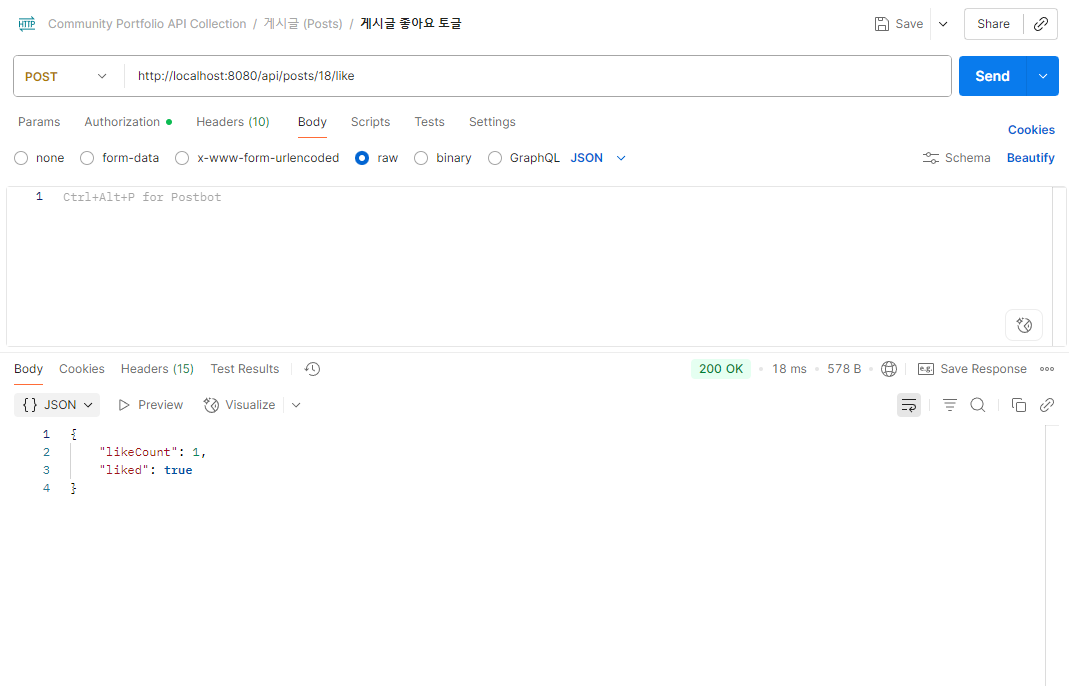 HTTP Community Portfolio API Collection / 게시글 (Posts) / 게시글 좋아요 토글 Save Share
POST http://localhost:8080/api/posts/18/like Send
Params Authorization Headers (10) Body Scripts Tests Settings Cookies
none form-data x-www-form-urlencoded raw binary GraphQL JSON Schema Beautify
1 Ctrl+Alt+P for Postbot
Body Cookies Headers (15) Test Results 200 OK • 18 ms • 578 B e.g. Save Response
{} JSON Preview Visualize
1 {
2 "likeCount": 1,
3 "liked": true
4 }